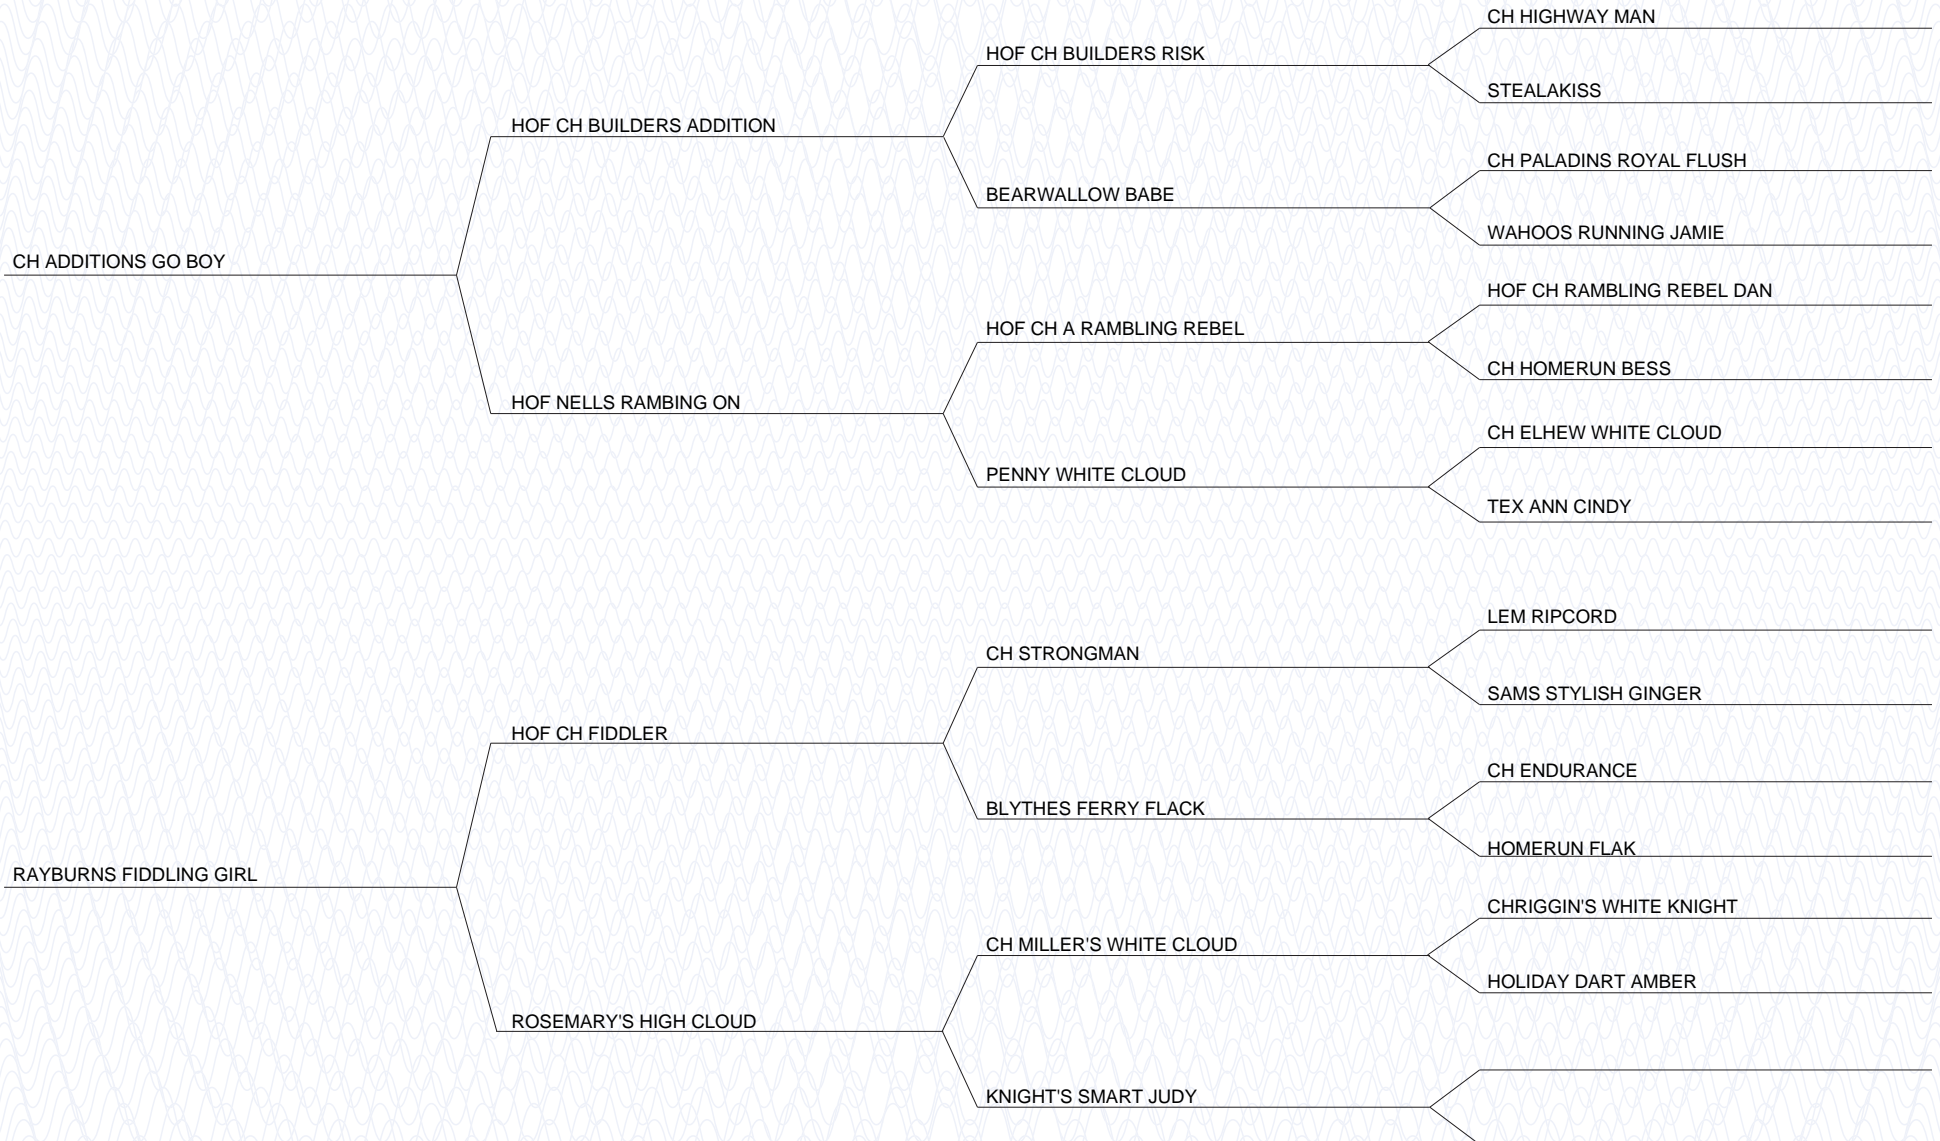 CH HIGHWAY MAN
HOF CH BUILDERS RISK
STEALAKISS
HOF CH BUILDERS ADDITION
CH PALADINS ROYAL FLUSH
BEARWALLOW BABE
WAHOOS RUNNING JAMIE
CH ADDITIONS GO BOY
HOF CH RAMBLING REBEL DAN
HOF CH A RAMBLING REBEL
CH HOMERUN BESS
HOF NELLS RAMBING ON
CH ELHEW WHITE CLOUD
PENNY WHITE CLOUD
TEX ANN CINDY
LEM RIPCORD
CH STRONGMAN
SAMS STYLISH GINGER
HOF CH FIDDLER
CH ENDURANCE
BLYTHES FERRY FLACK
HOMERUN FLAK
RAYBURNS FIDDLING GIRL
CHRIGGIN'S WHITE KNIGHT
CH MILLER'S WHITE CLOUD
HOLIDAY DART AMBER
ROSEMARY'S HIGH CLOUD
KNIGHT'S SMART JUDY